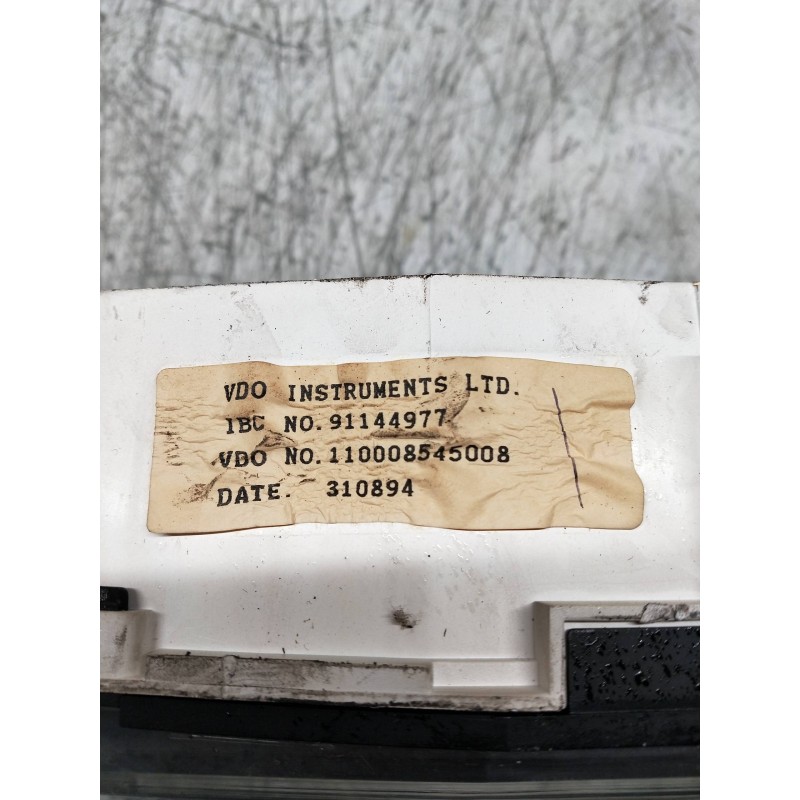 VDO INSTRUMENTS LTD.
IBC NO.91144977
VDO NO.110008545008
DATE. 310894